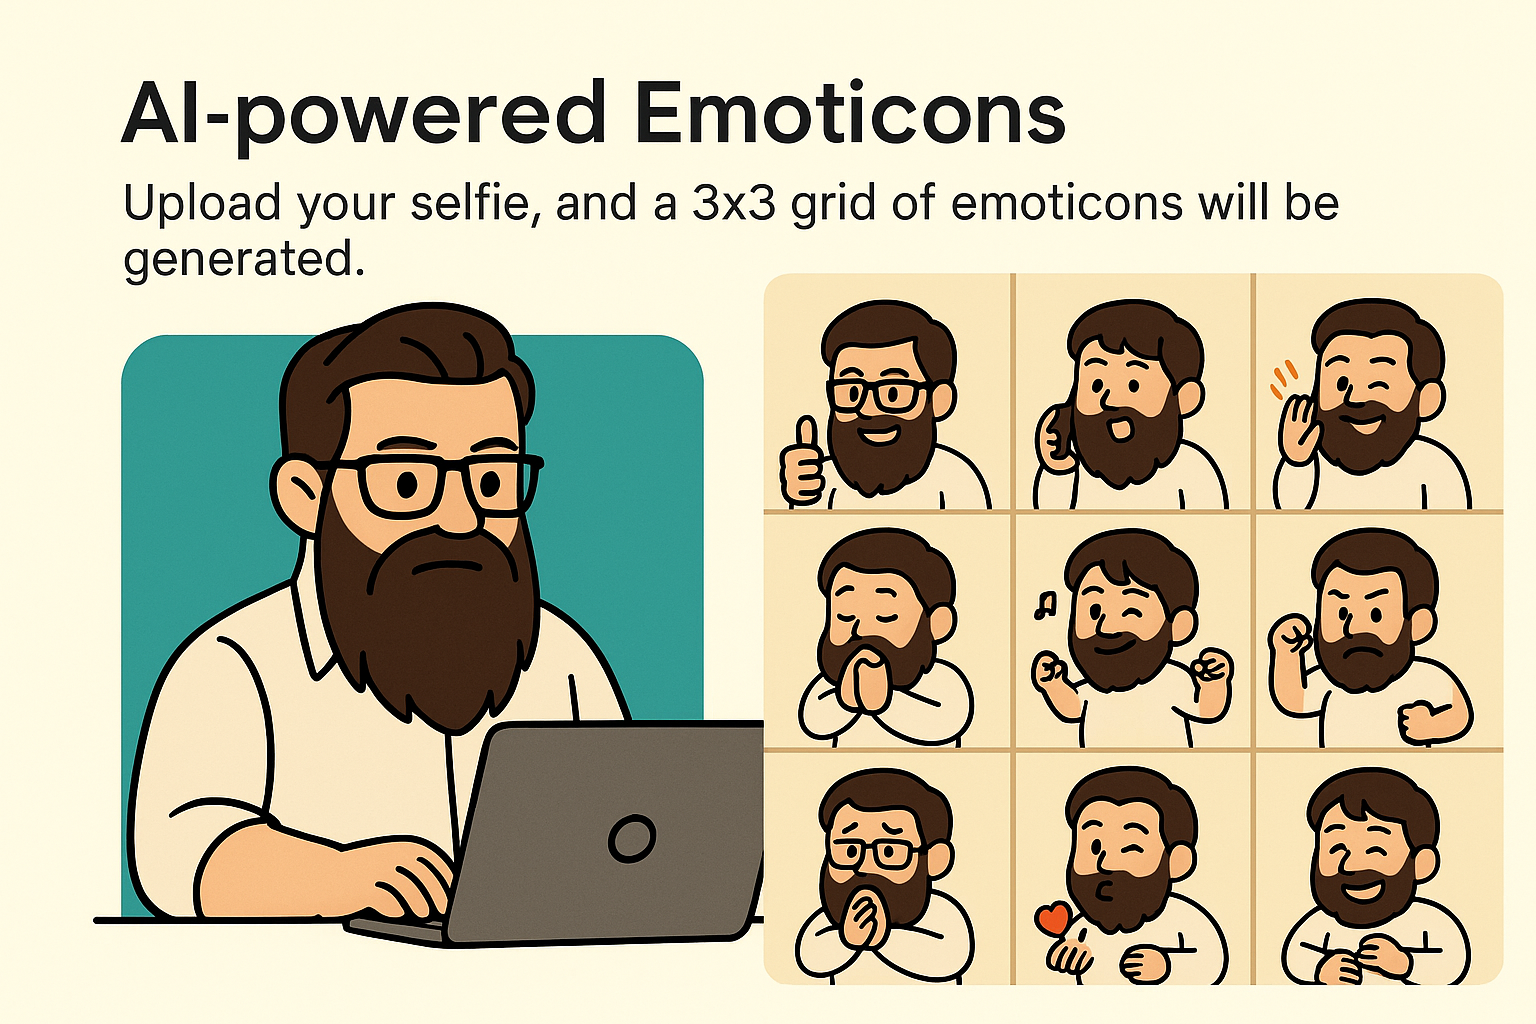 AI-powered Emoticons
Upload your selfie, and a 3x3 grid of emoticons will be
generated.